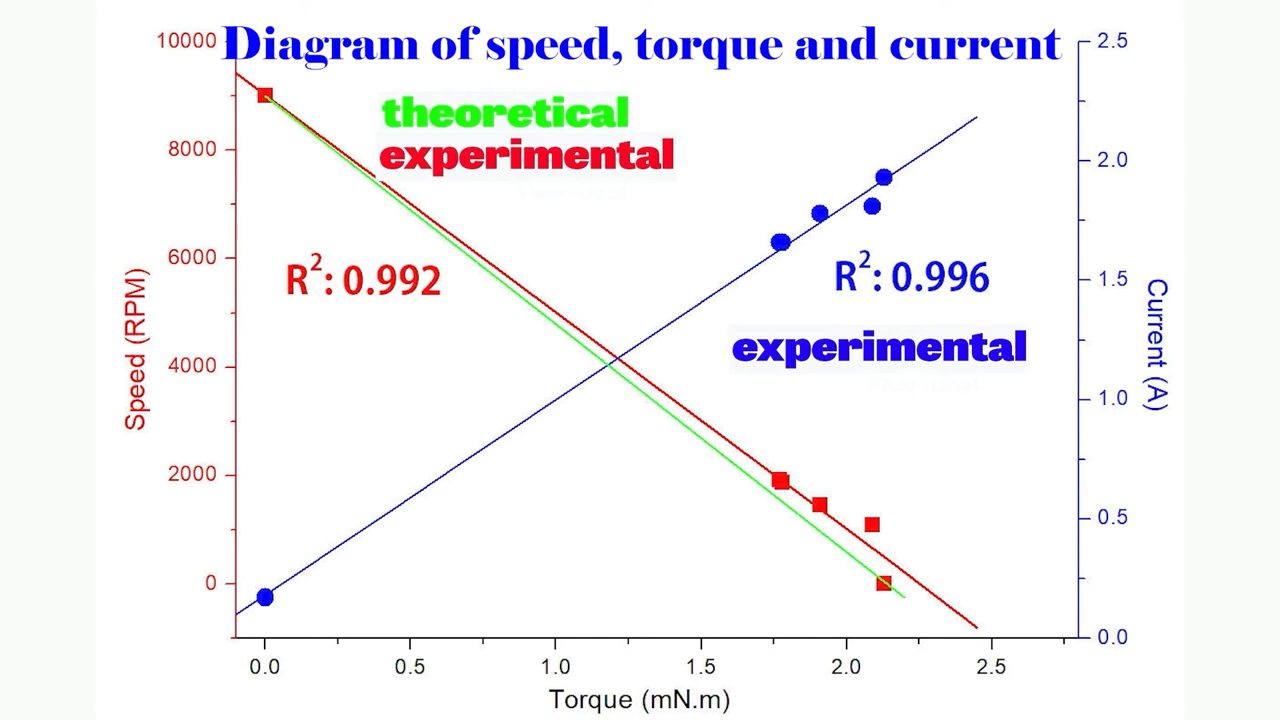 Diagram of speed, torque and current
theoretical
experimental
R²: 0.992
R²: 0.996
experimental
Speed (RPM)
10000
8000
6000
4000
2000
0
Current (A)
2.5
2.0
1.5
1.0
0.5
0.0
0.0 0.5 1.0 1.5 2.0 2.5
Torque (mN.m)